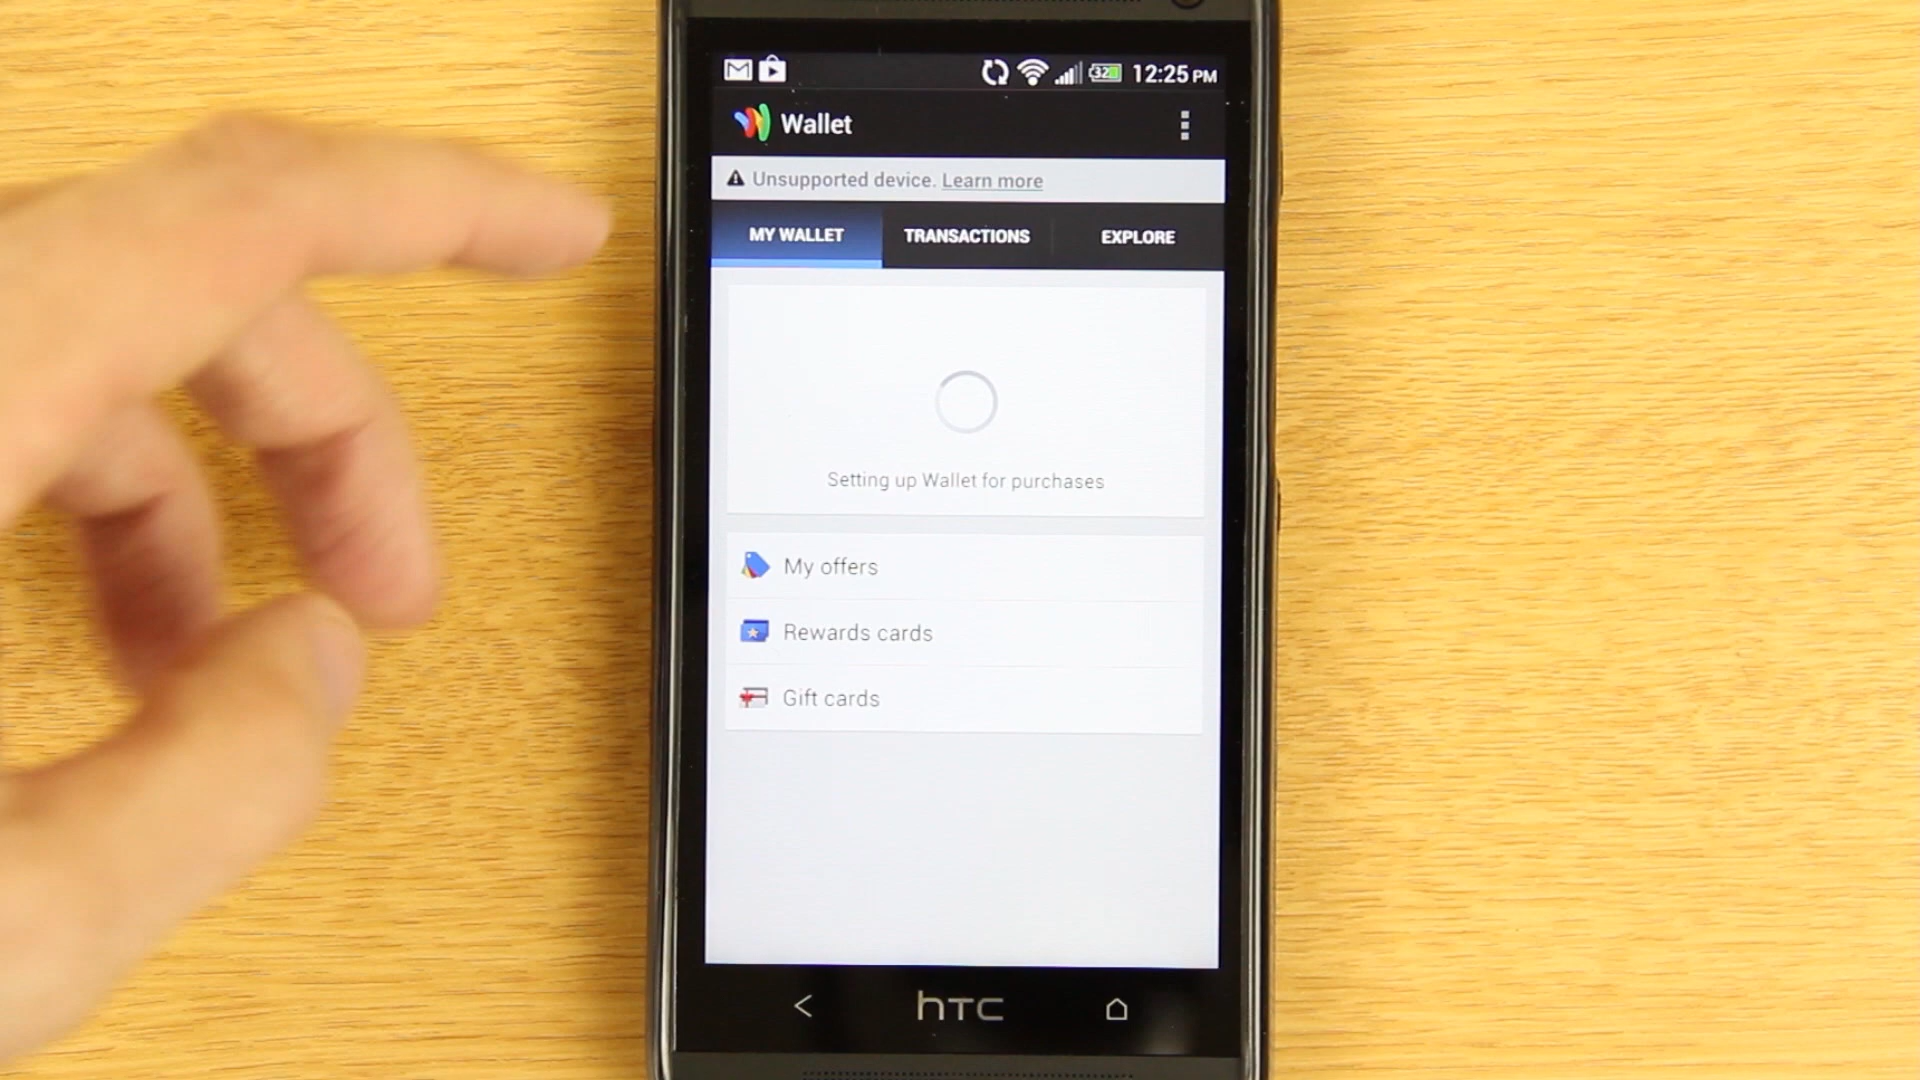 32 12:25 PM
Wallet
Unsupported device. Learn more
MY WALLET TRANSACTIONS EXPLORE
Setting up Wallet for purchases
My offers
Rewards cards
Gift cards
hTC